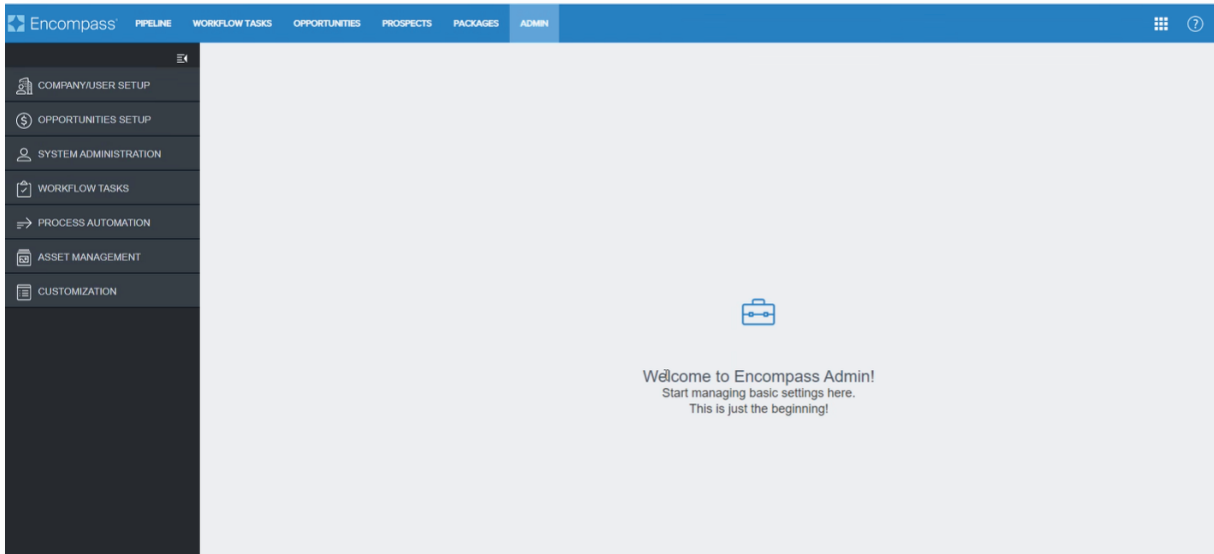 Encompass PIPELINE WORKFLOW TASKS OPPORTUNITIES PROSPECTS PACKAGES ADMIN
COMPANY/USER SETUP
OPPORTUNITIES SETUP
SYSTEM ADMINISTRATION
WORKFLOW TASKS
PROCESS AUTOMATION
ASSET MANAGEMENT
CUSTOMIZATION
Welcome to Encompass Admin!
Start managing basic settings here.
This is just the beginning!